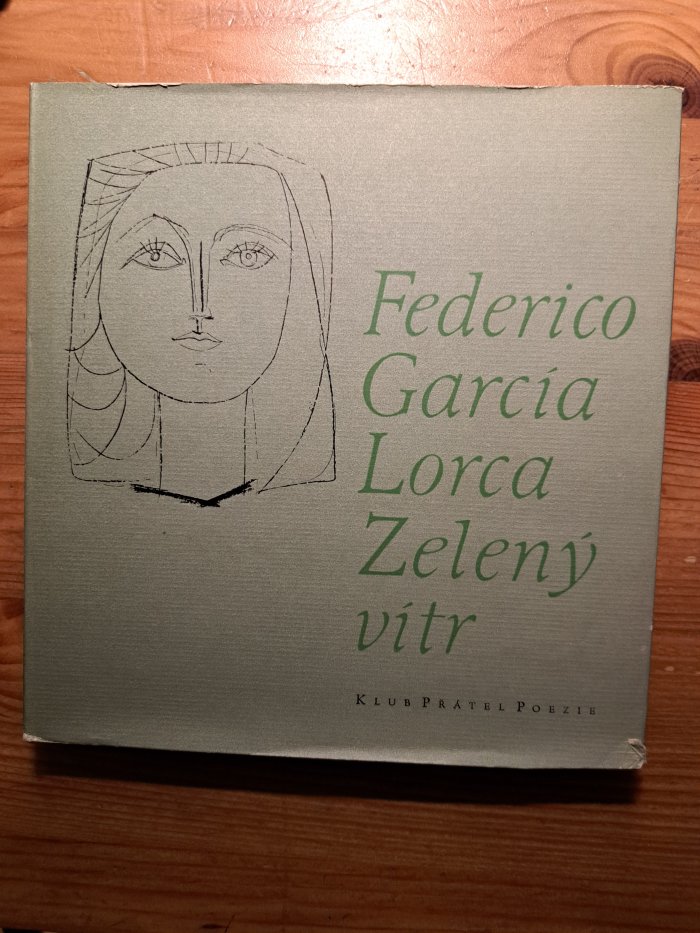 Federico
García
Lorca
Zelený
vítr
KLUB PŘÁTEL POEZIE